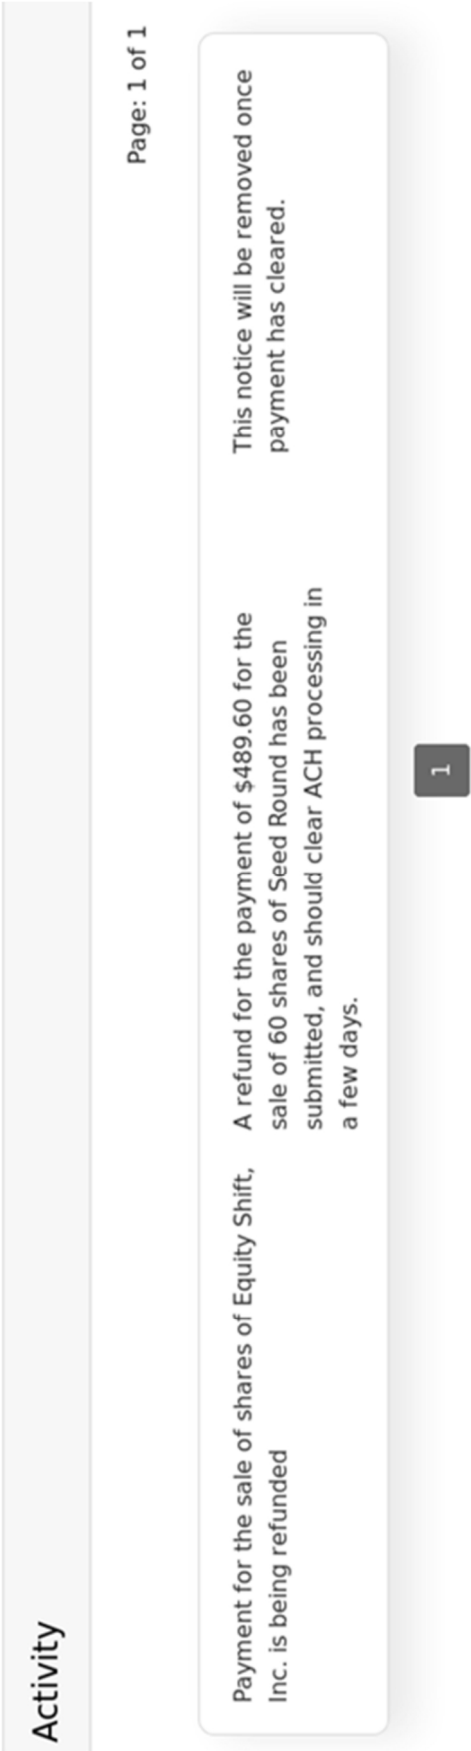 Activity
Page: 1 of 1
Payment for the sale of shares of Equity Shift,
Inc. is being refunded
A refund for the payment of $489.60 for the
sale of 60 shares of Seed Round has been
submitted, and should clear ACH processing in
a few days.
This notice will be removed once
payment has cleared.
1